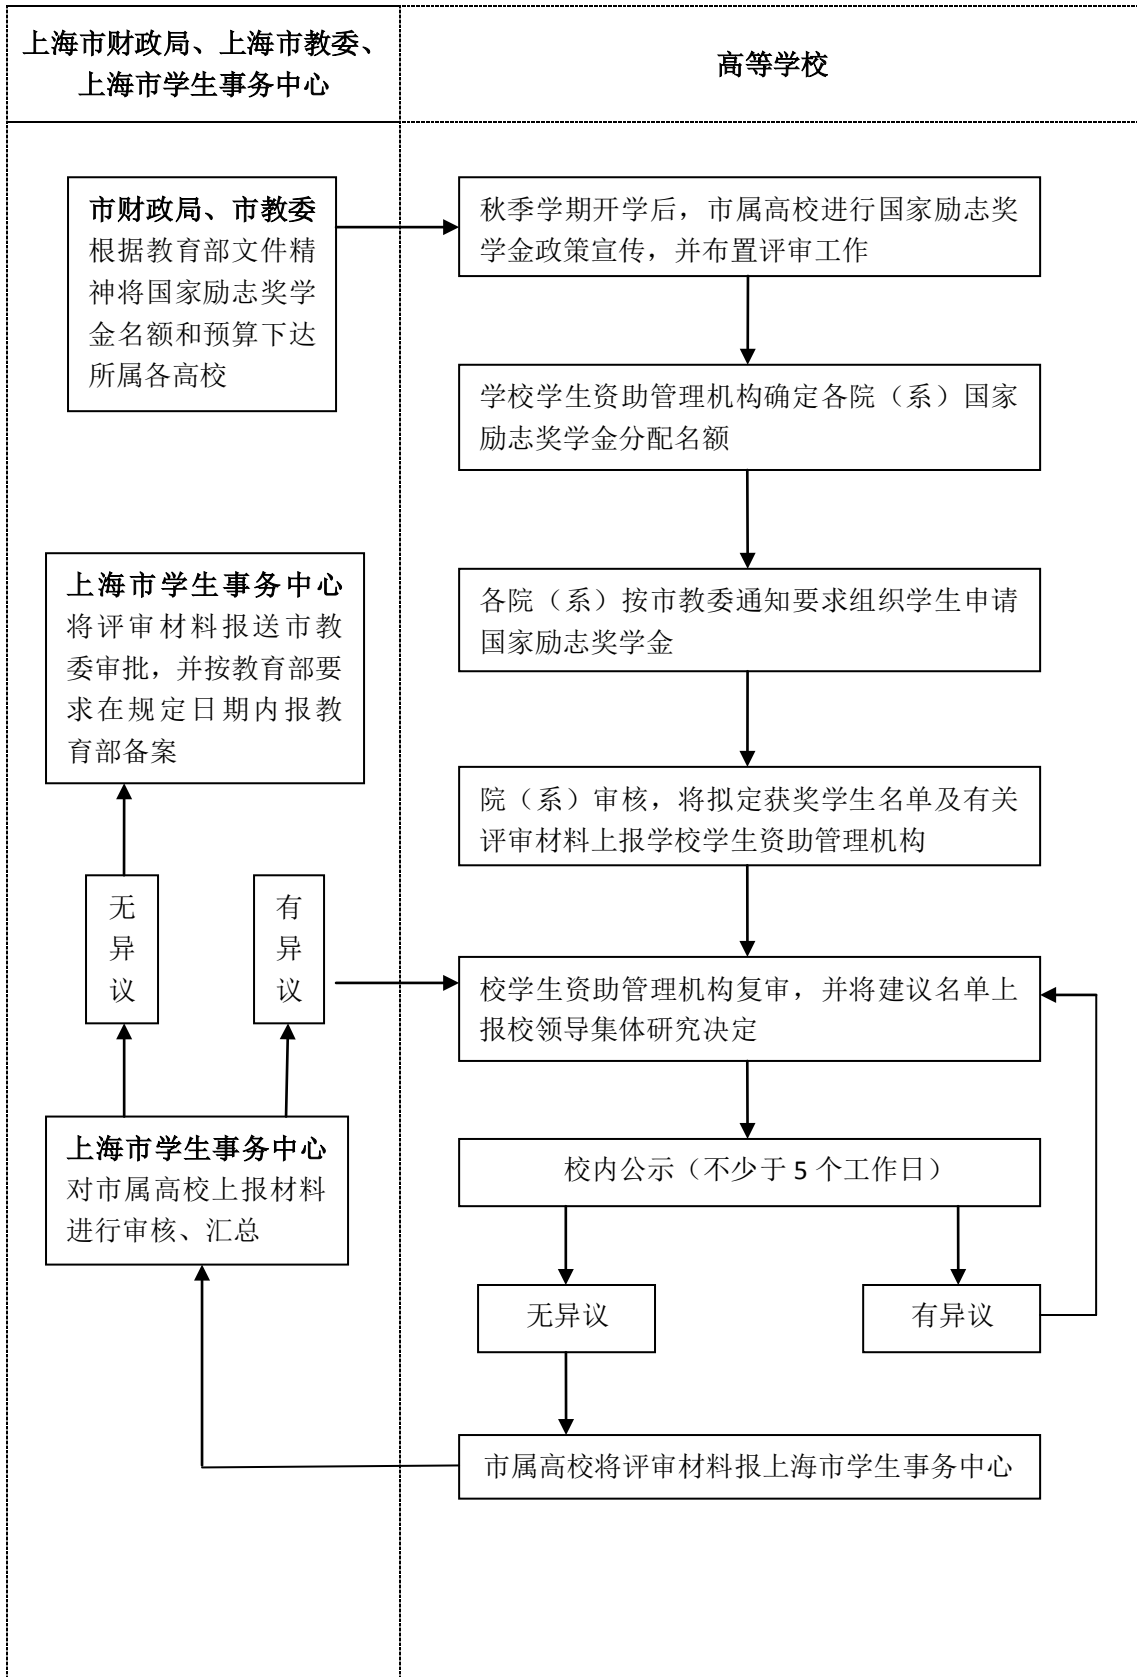 上海市财政局、上海市教委、
上海市学生事务中心
高等学校
市财政局、市教委
根据教育部文件精
神将国家励志奖学
金名额和预算下达
所属各高校
秋季学期开学后，市属高校进行国家励志奖
学金政策宣传，并布置评审工作
学校学生资助管理机构确定各院（系）国家
励志奖学金分配名额
各院（系）按市教委通知要求组织学生申请
国家励志奖学金
上海市学生事务中心
将评审材料报送市教
委审批，并按教育部要
求在规定日期内报教
育部备案
院（系）审核，将拟定获奖学生名单及有关
评审材料上报学校学生资助管理机构
无
异
议
有
异
议
校学生资助管理机构复审，并将建议名单上
报校领导集体研究决定
上海市学生事务中心
对市属高校上报材料
进行审核、汇总
校内公示（不少于 5 个工作日）
无异议
有异议
市属高校将评审材料报上海市学生事务中心